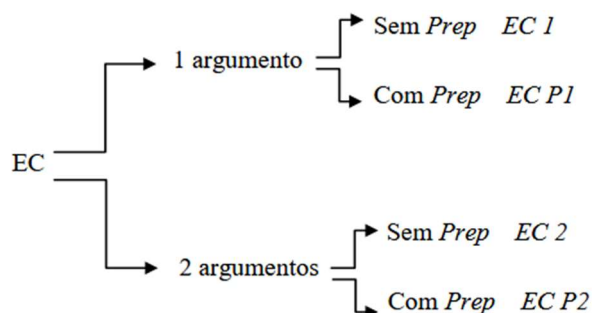 Sem Prep EC 1
1 argumento
Com Prep EC P1
EC
Sem Prep EC 2
2 argumentos
Com Prep EC P2